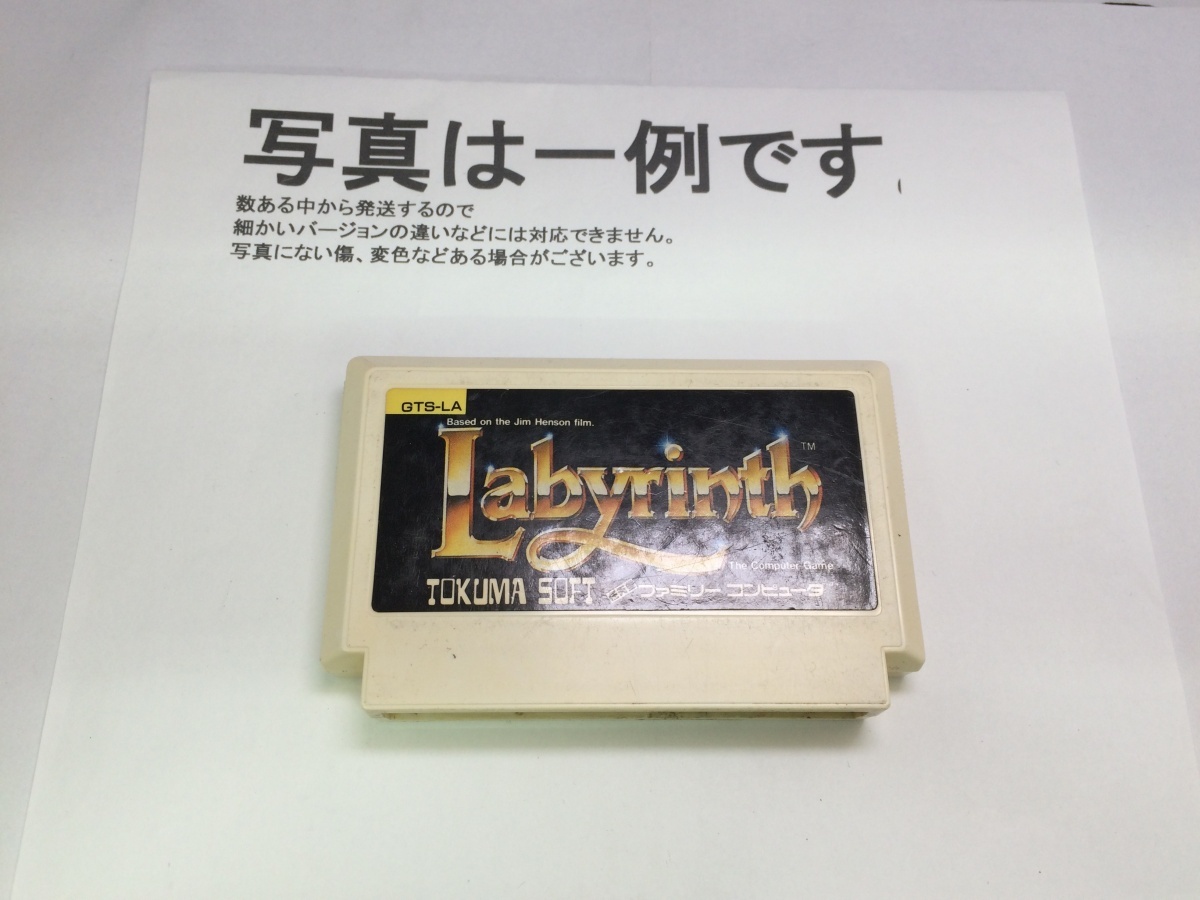 写真は一例です。
数ある中から発送するので
細かいバージョンの違いなどには対応できません。
写真にない傷、変色などある場合がございます。
GTS-LA
Based on the Jim Henson film.
Labyrinth TM
The Computer Game
TOKUMA SOFT ファミリー コンピュータ